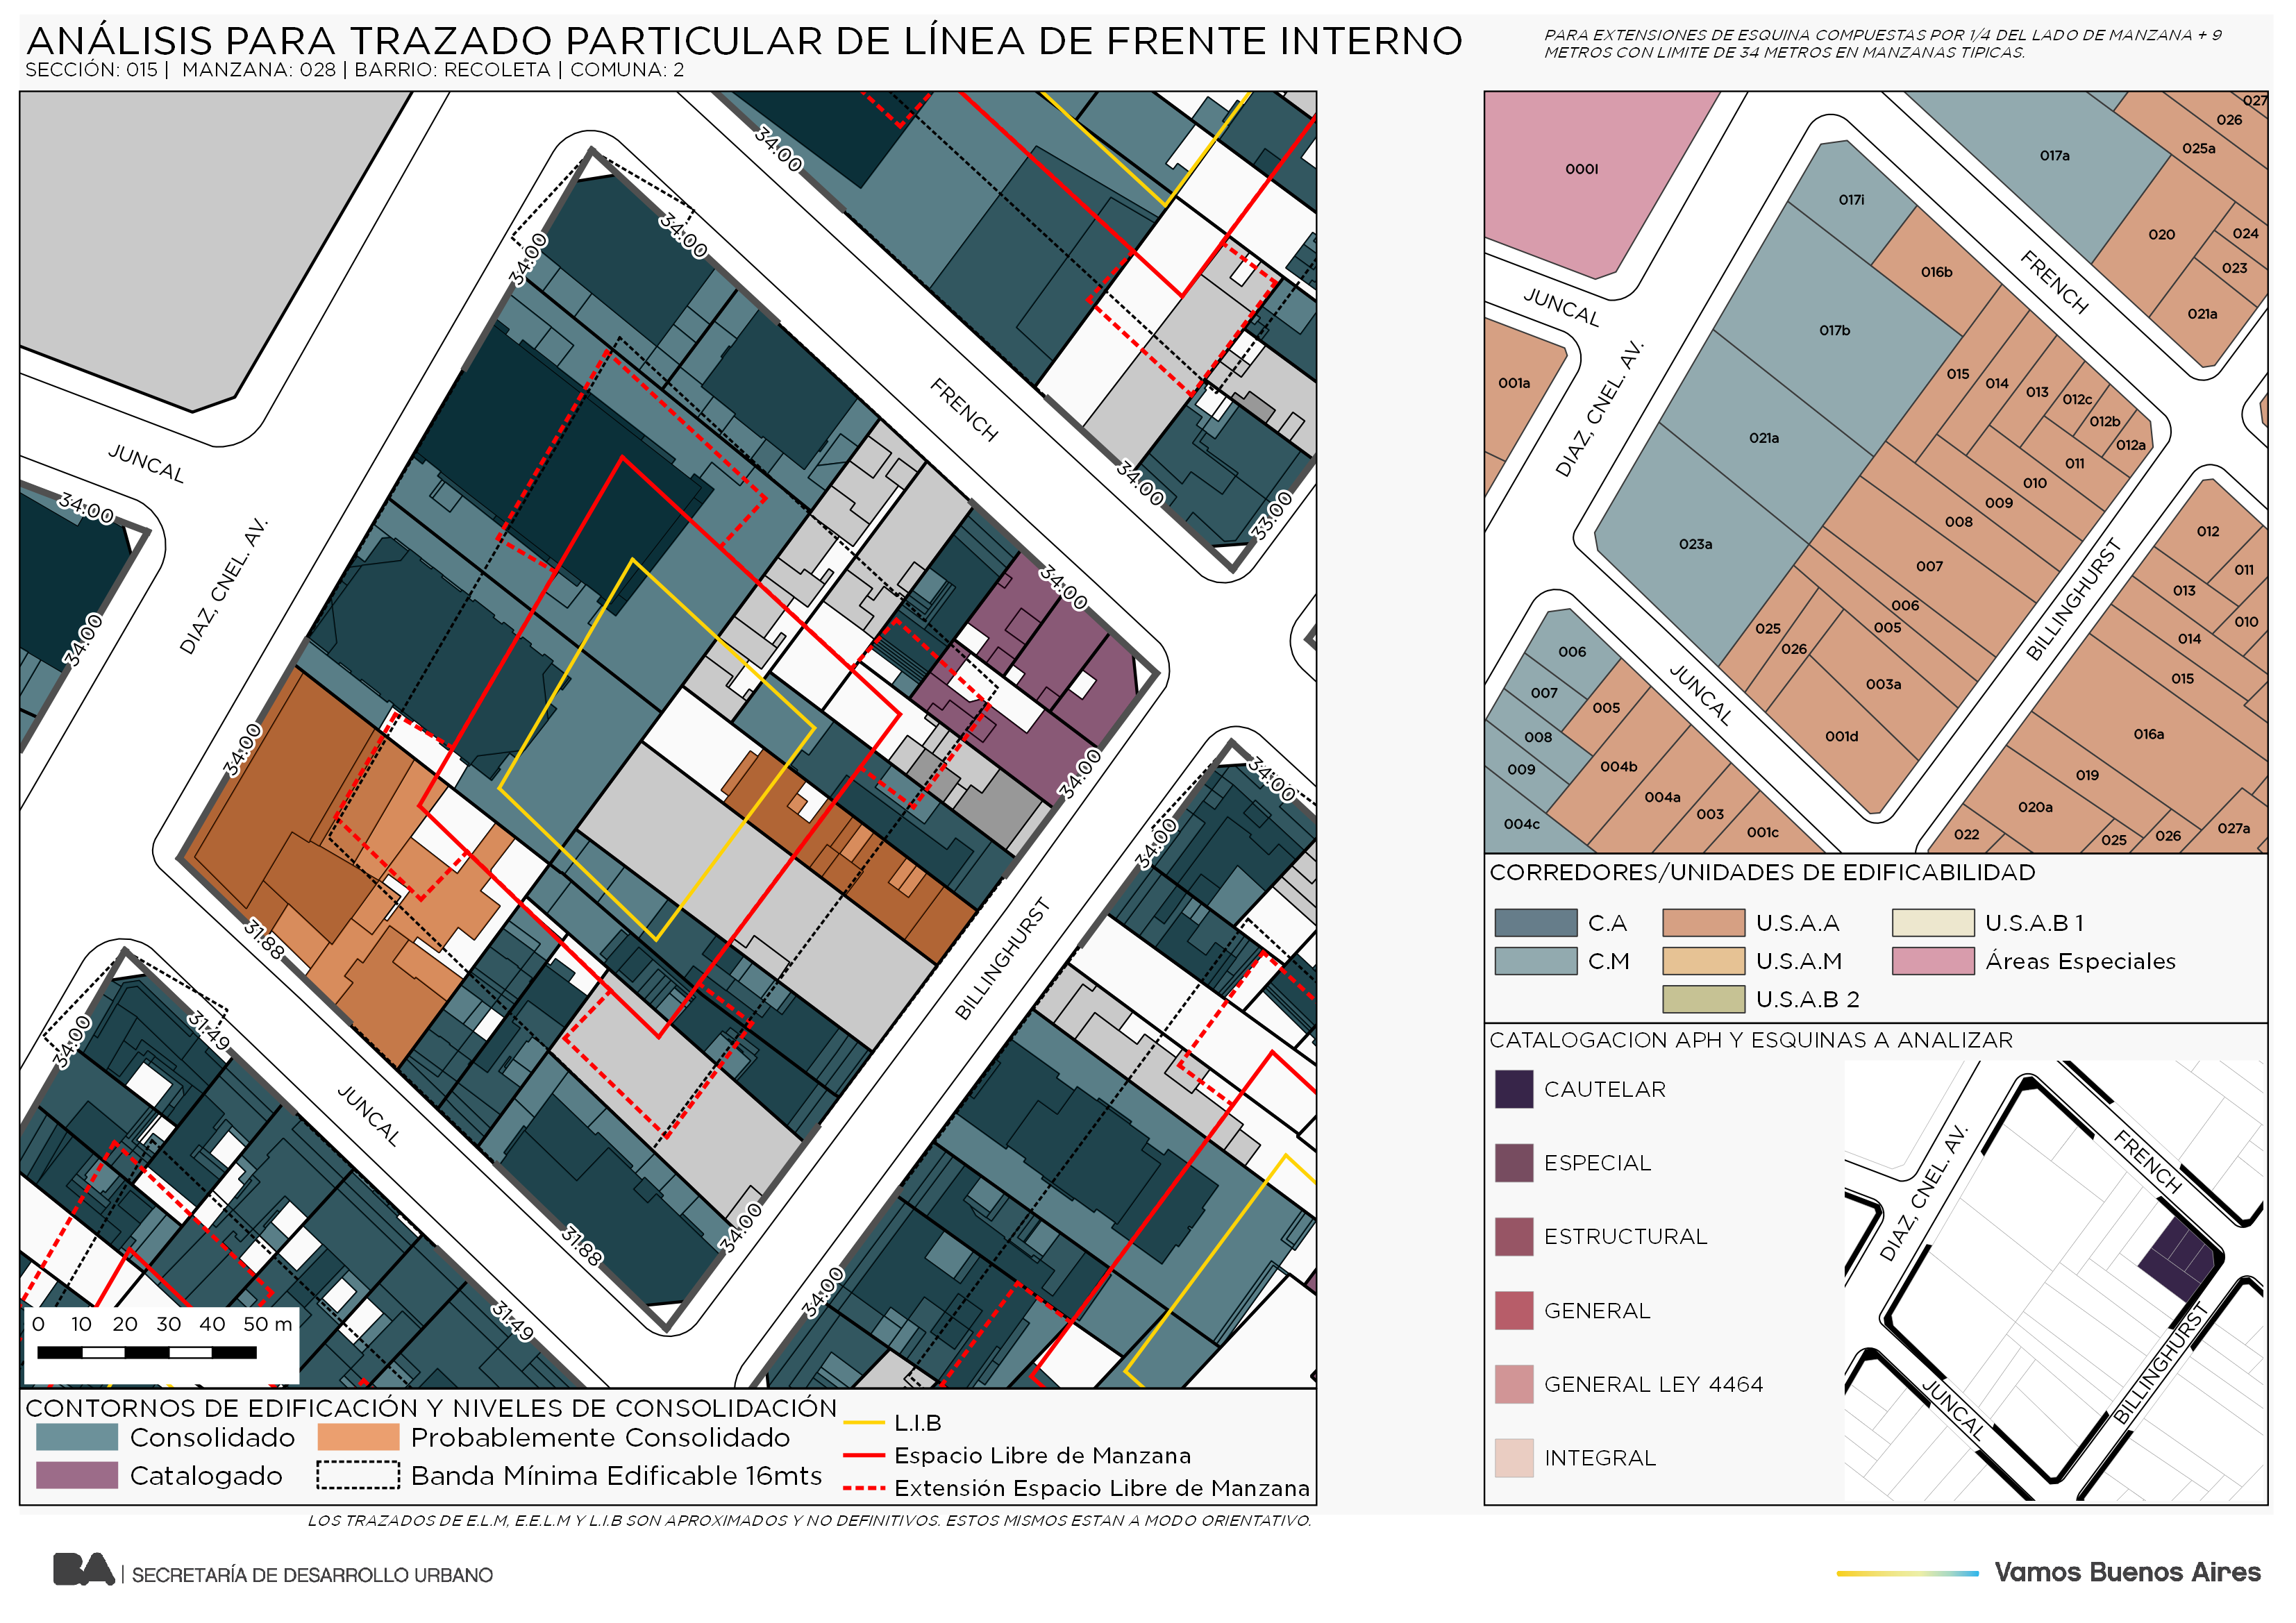 ANÁLISIS PARA TRAZADO PARTICULAR DE LÍNEA DE FRENTE INTERNO
SECCIÓN: 015 | MANZANA: 028 | BARRIO: RECOLETA | COMUNA: 2
PARA EXTENSIONES DE ESQUINA COMPUESTAS POR 1/4 DEL LADO DE MANZANA + 9
METROS CON LIMITE DE 34 METROS EN MANZANAS TIPICAS.
34:00
34:00
34:00
FRENCH
JUNCAL
34:00
34:00
DIAZ, CNEL. AV.
34:00
34:00
33:00
34:00
34:00
34:00
34:00
34:00
31.88
BILLINGHURST
34:00
31.49
JUNCAL
31.88
34:00
34:00
31.49
0 10 20 30 40 50 m
CONTORNOS DE EDIFICACIÓN Y NIVELES DE CONSOLIDACIÓN
Consolidado
Probablemente Consolidado
Catalogado
Banda Mínima Edificable 16mts
L.I.B
Espacio Libre de Manzana
Extensión Espacio Libre de Manzana
LOS TRAZADOS DE E.L.M, E.E.L.M Y L.I.B SON APROXIMADOS Y NO DEFINITIVOS. ESTOS MISMOS ESTAN A MODO ORIENTATIVO.
027
026
025a
017a
000I
017i
020
024
023
016b
FRENCH
021a
JUNCAL
017b
001a
DIAZ, CNEL. AV.
015
014
013
012c
012b
012a
021a
011
010
009
008
012
023a
007
011
013
006
005
010
025
026
014
BILLINGHURST
006
003a
015
007
005
JUNCAL
008
001d
016a
009
004b
019
004a
020a
003
004c
001c
022
025
026
027a
CORREDORES/UNIDADES DE EDIFICABILIDAD
C.A
U.S.A.A
U.S.A.B 1
C.M
U.S.A.M
Áreas Especiales
U.S.A.B 2
CATALOGACION APH Y ESQUINAS A ANALIZAR
CAUTELAR
ESPECIAL
ESTRUCTURAL
GENERAL
GENERAL LEY 4464
INTEGRAL
FRENCH
DIAZ, CNEL. AV.
BILLINGHURST
JUNCAL
BA | SECRETARÍA DE DESARROLLO URBANO
Vamos Buenos Aires